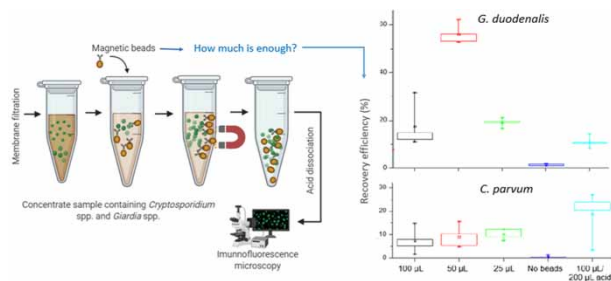 Magnetic beads
How much is enough?
Membrane filtration
Acid dissociation
Concentrate sample containing Cryptosporidium
spp. and Giardia spp.
Imunnofluorescence
microscopy
G. duodenalis
Recovery efficiency (%)
60
40
20
0
C. parvum
30
20
10
0
100 µL
50 µL
25 µL
No beads
100 µL/
200 µL acid